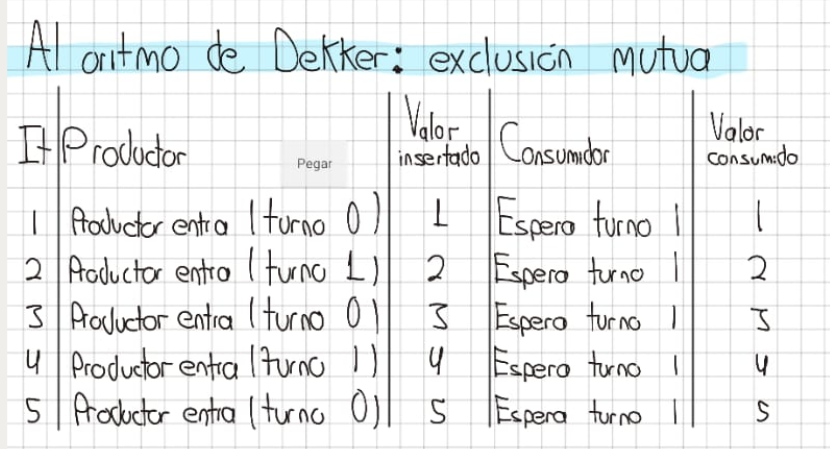 Al oritmo de Dekker: exclusión mutua
It Productor Valor insertado Consumidor Valor consumido
Pegar
1 Productor entra (turno 0) 1 Espera turno 1 1
2 Productor entra (turno 1) 2 Espera turno 1 2
3 Productor entra (turno 0) 3 Espera turno 1 3
4 Productor entra (turno 1) 4 Espera turno 1 4
5 Productor entra (turno 0) 5 Espera turno 1 5